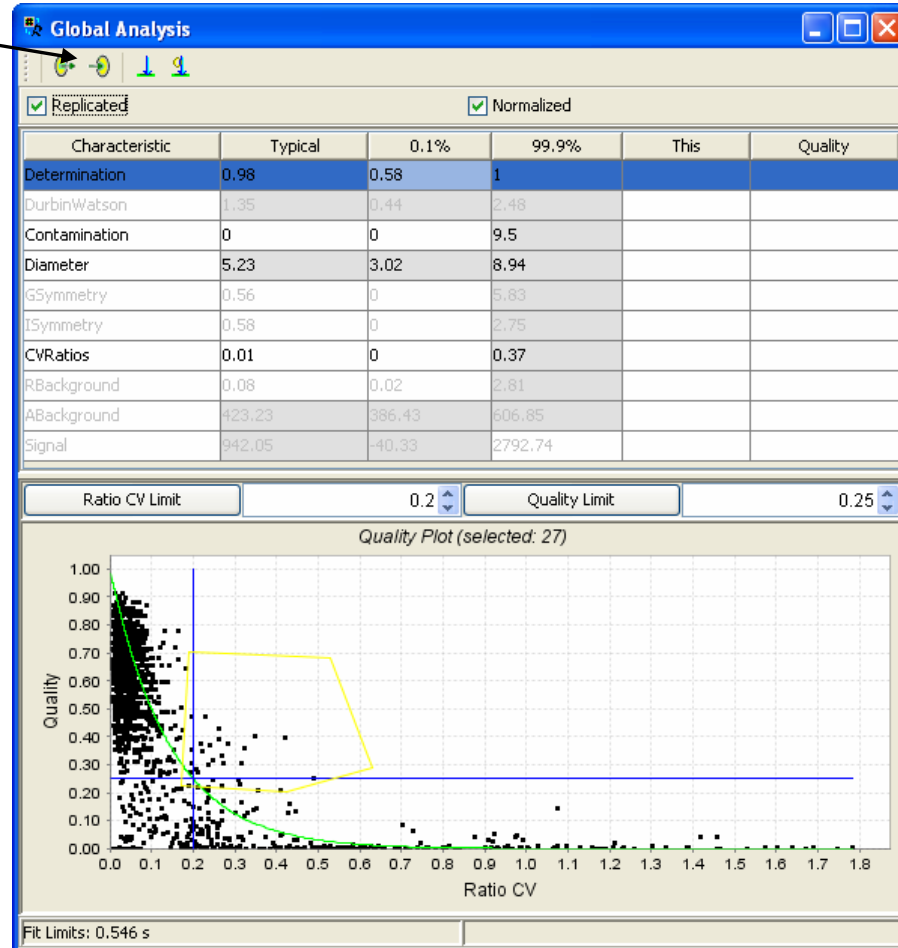 Global Analysis
Replicated Normalized
Characteristic Typical 0.1% 99.9% This Quality
Determination 0.98 0.58 1
DurbinWatson 1.35 0.44 2.48
Contamination 0 0 9.5
Diameter 5.23 3.02 8.94
GSymmetry 0.56 0 5.83
ISymmetry 0.58 0 2.75
CVRatios 0.01 0 0.37
RBackground 0.08 0.02 2.81
ABackground 423.23 386.43 606.85
Signal 942.05 -40.33 2792.74
Ratio CV Limit 0.2 Quality Limit 0.25
Quality Plot (selected: 27)
1.00
0.90
0.80
0.70
0.60
0.50
0.40
0.30
0.20
0.10
0.00
Quality
0.0 0.1 0.2 0.3 0.4 0.5 0.6 0.7 0.8 0.9 1.0 1.1 1.2 1.3 1.4 1.5 1.6 1.7 1.8
Ratio CV
Fit Limits: 0.546 s